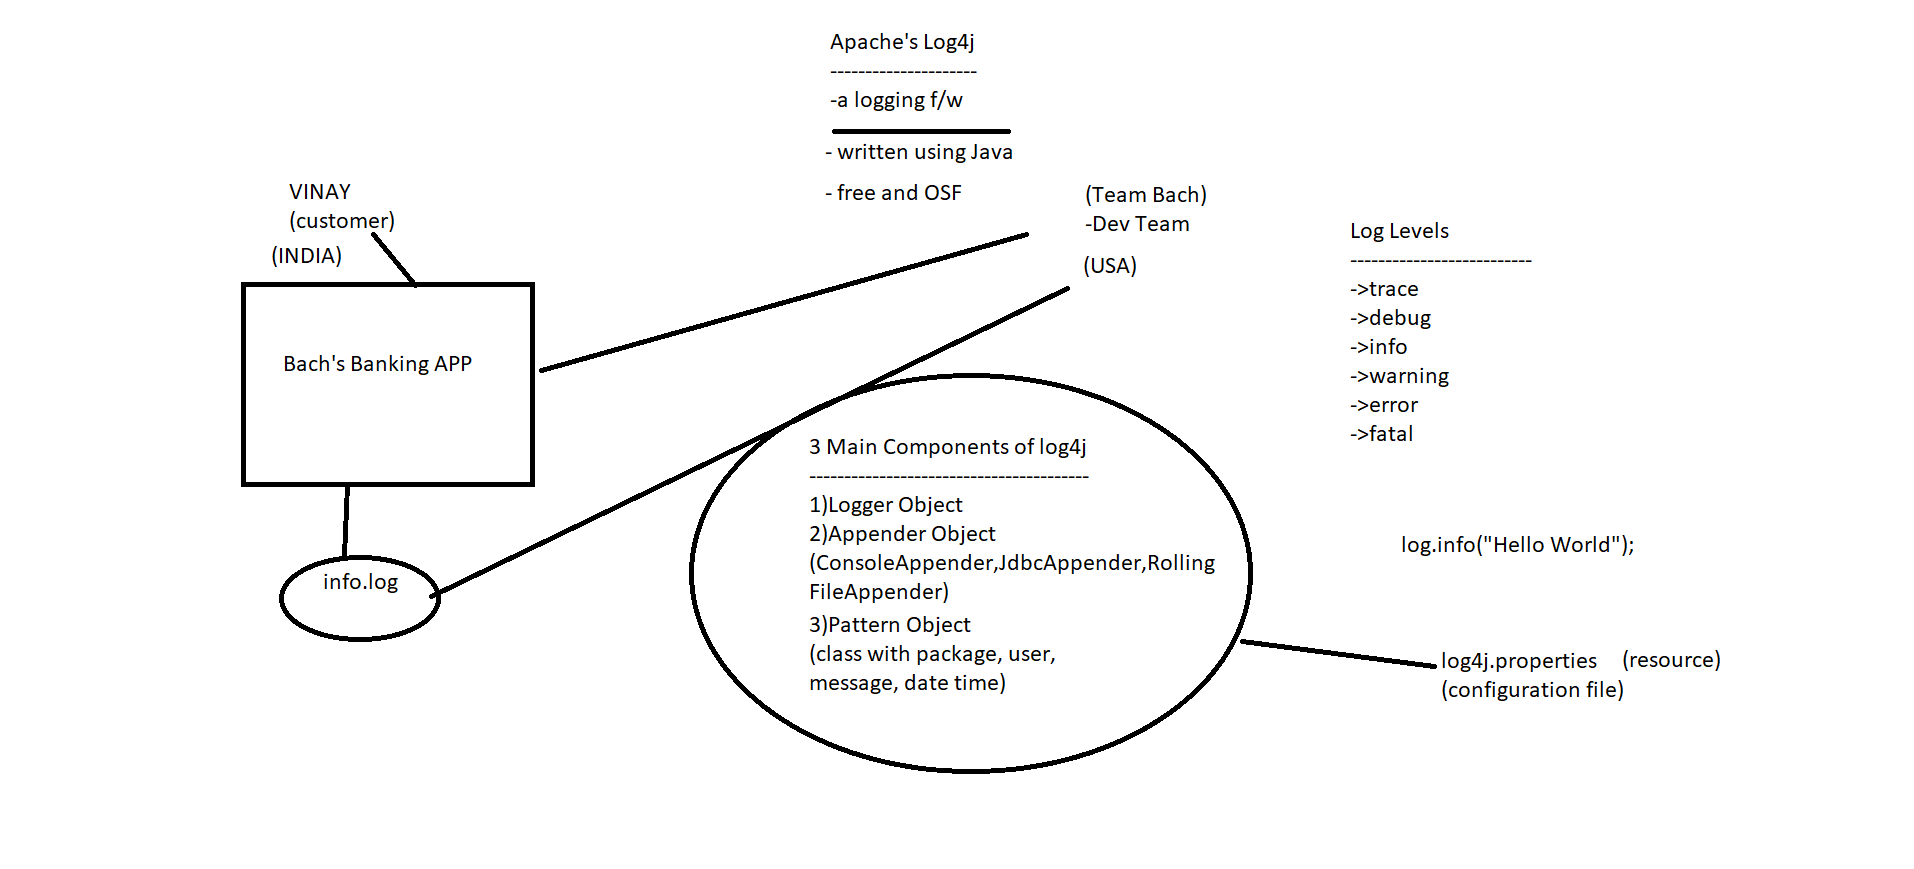 Apache's Log4j
---------------------
-a logging f/w
- written using Java
- free and OSF
VINAY
(customer)
(INDIA)
Bach's Banking APP
info.log
(Team Bach)
-Dev Team
(USA)
3 Main Components of log4j
----------------------------------------
1)Logger Object
2)Appender Object
(ConsoleAppender,JdbcAppender,Rolling
FileAppender)
3)Pattern Object
(class with package, user,
message, date time)
Log Levels
--------------------------
->trace
->debug
->info
->warning
->error
->fatal
log.info("Hello World");
log4j.properties (resource)
(configuration file)